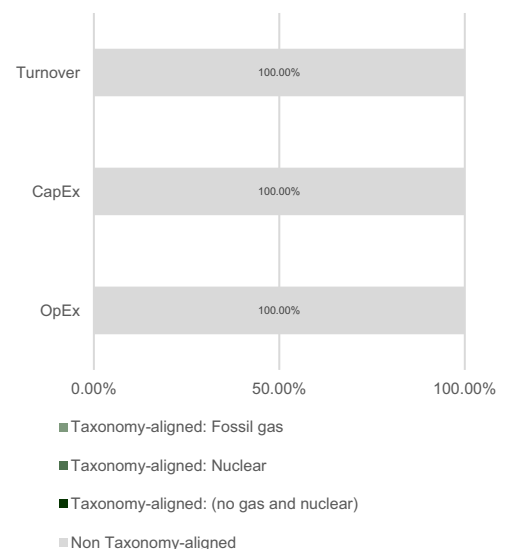 Turnover
100.00%
CapEx
100.00%
OpEx
100.00%
0.00% 50.00% 100.00%
Taxonomy-aligned: Fossil gas
Taxonomy-aligned: Nuclear
Taxonomy-aligned: (no gas and nuclear)
Non Taxonomy-aligned